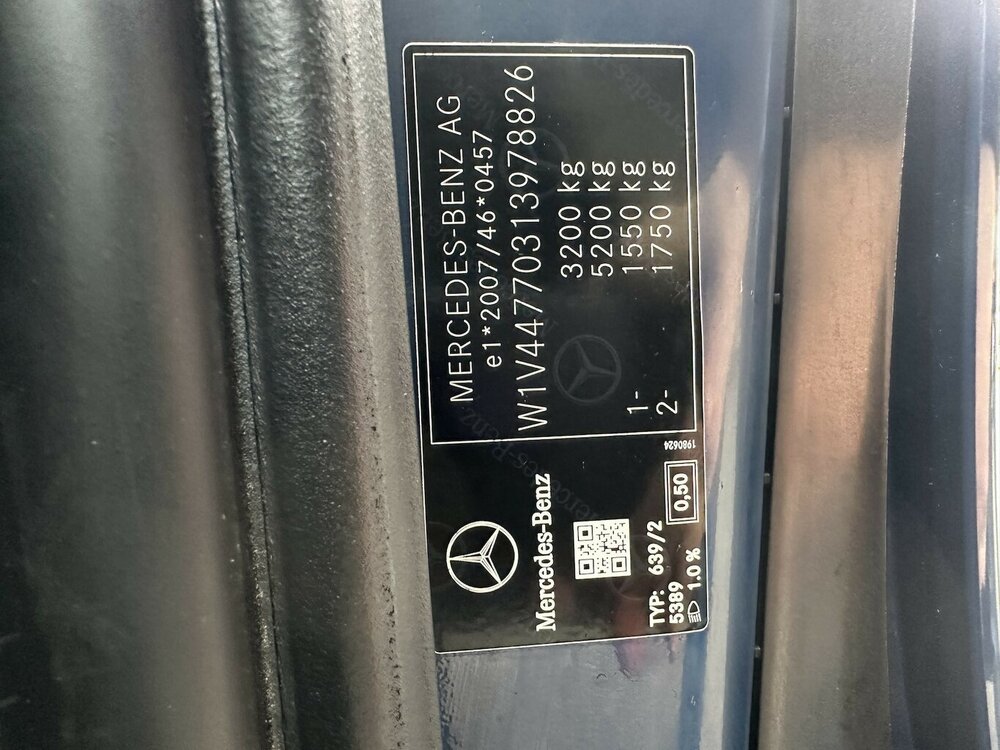 MERCEDES-BENZ AG
e1*2007/46*0457
W1V44770313978826
3200 kg
5200 kg
1- 1550 kg
2- 1750 kg
Mercedes-Benz
TYP: 639/2
5389
1.0 %
0,50
1980624